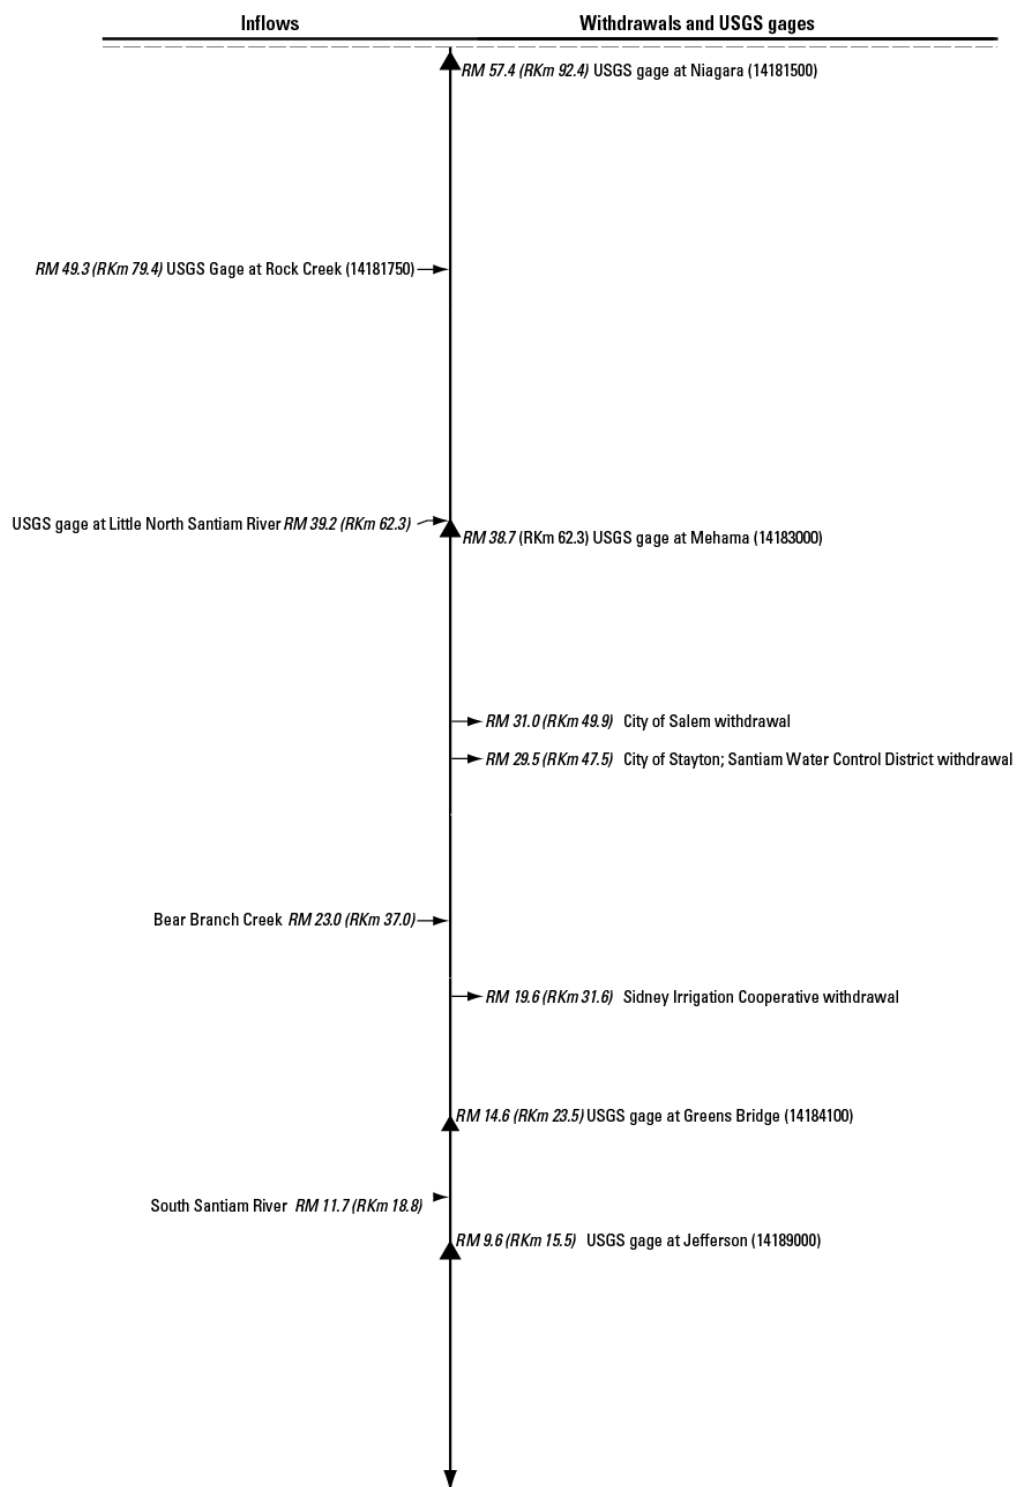 Inflows
Withdrawals and USGS gages
RM 57.4 (RKm 92.4) USGS gage at Niagara (14181500)
RM 49.3 (RKm 79.4) USGS Gage at Rock Creek (14181750)
USGS gage at Little North Santiam River RM 39.2 (RKm 62.3)
RM 38.7 (RKm 62.3) USGS gage at Mehama (14183000)
RM 31.0 (RKm 49.9) City of Salem withdrawal
RM 29.5 (RKm 47.5) City of Stayton; Santiam Water Control District withdrawal
Bear Branch Creek RM 23.0 (RKm 37.0)
RM 19.6 (RKm 31.6) Sidney Irrigation Cooperative withdrawal
RM 14.6 (RKm 23.5) USGS gage at Greens Bridge (14184100)
South Santiam River RM 11.7 (RKm 18.8)
RM 9.6 (RKm 15.5) USGS gage at Jefferson (14189000)